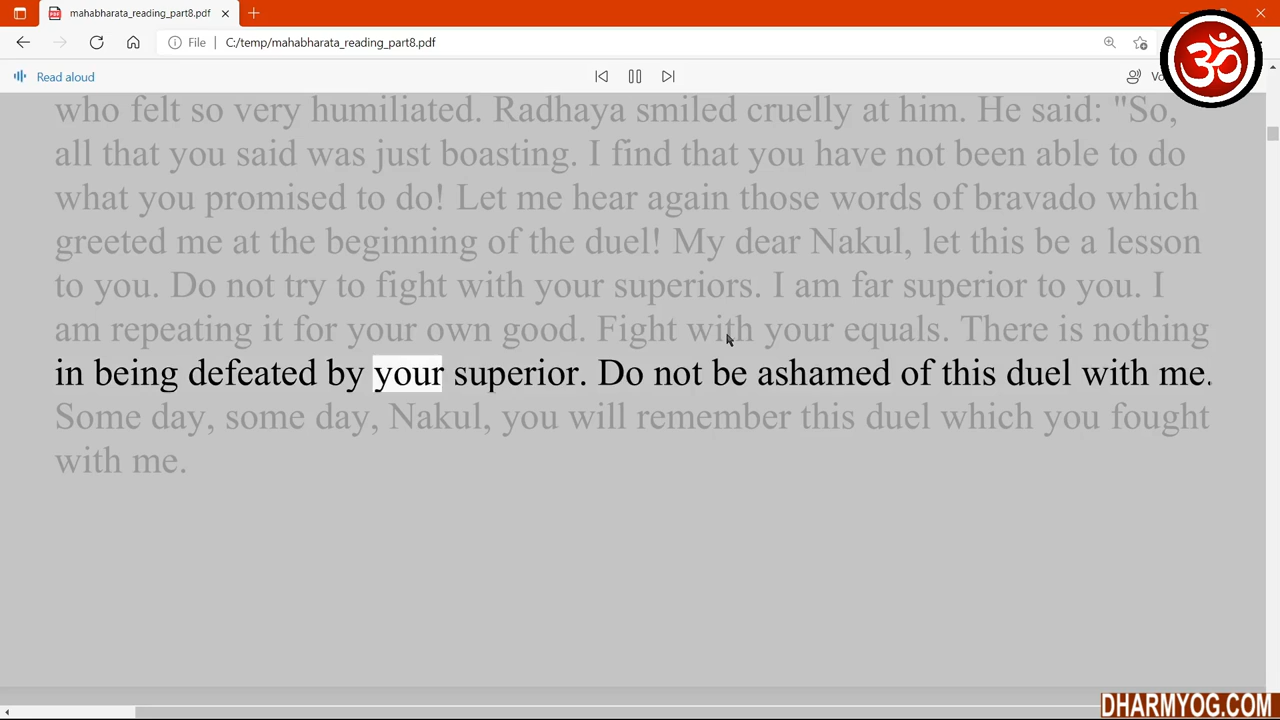 mahabharata_reading_part8.pdf
File
C:/temp/mahabharata_reading_part8.pdf
ॐ
Read aloud
who felt so very humiliated. Radhaya smiled cruelly at him. He said: "So,
all that you said was just boasting. I find that you have not been able to do
what you promised to do! Let me hear again those words of bravado which
greeted me at the beginning of the duel! My dear Nakul, let this be a lesson
to you. Do not try to fight with your superiors. I am far superior to you. I
am repeating it for your own good. Fight with your equals. There is nothing
in being defeated by your superior. Do not be ashamed of this duel with me.
Some day, some day, Nakul, you will remember this duel which you fought
with me.
DHARMYOG.COM